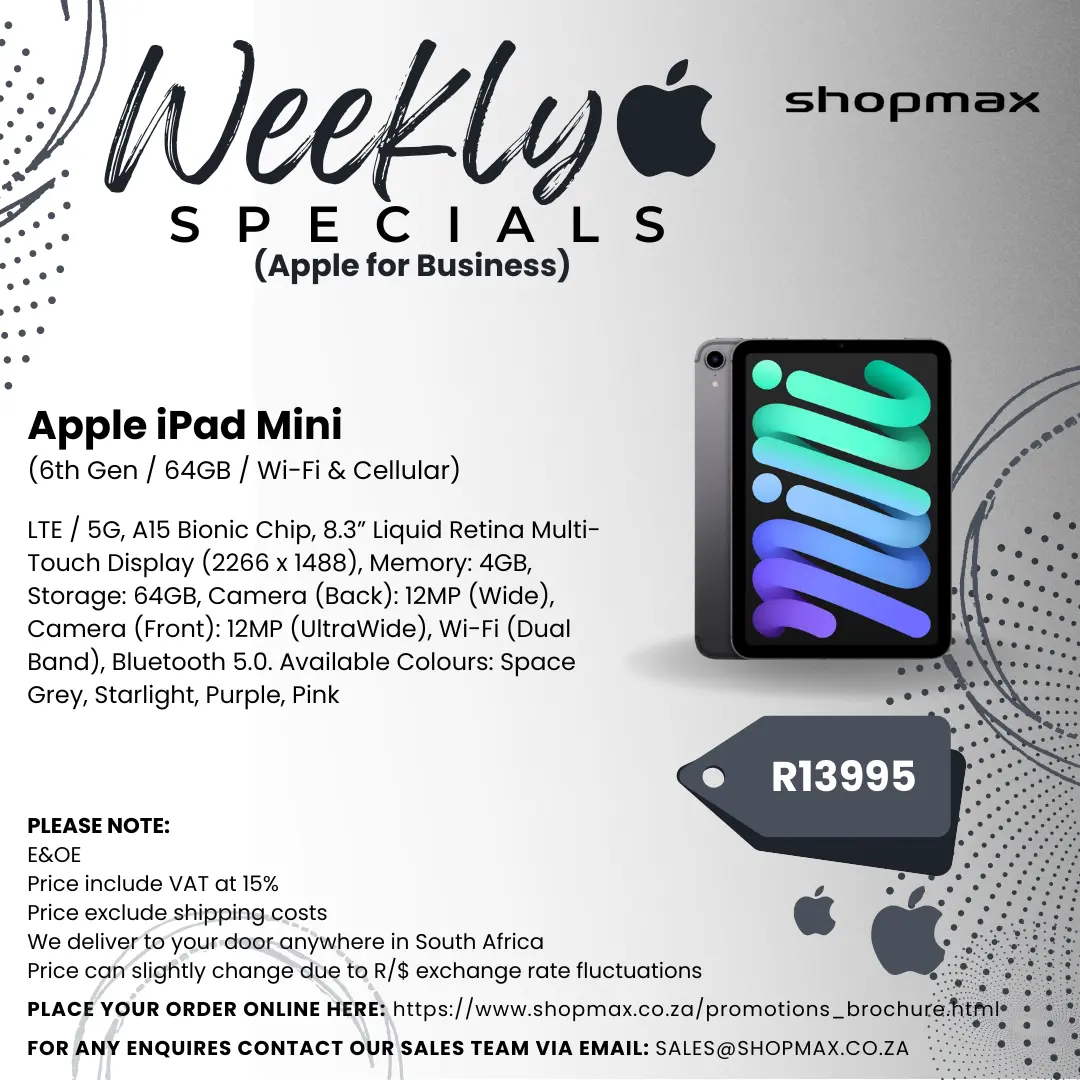 Weekly
shopmax
SPECIALS
(Apple for Business)
Apple iPad Mini
(6th Gen / 64GB / Wi-Fi & Cellular)
LTE / 5G, A15 Bionic Chip, 8.3” Liquid Retina Multi-
Touch Display (2266 x 1488), Memory: 4GB,
Storage: 64GB, Camera (Back): 12MP (Wide),
Camera (Front): 12MP (UltraWide), Wi-Fi (Dual
Band), Bluetooth 5.0. Available Colours: Space
Grey, Starlight, Purple, Pink
R13995
PLEASE NOTE:
E&OE
Price include VAT at 15%
Price exclude shipping costs
We deliver to your door anywhere in South Africa
Price can slightly change due to R/$ exchange rate fluctuations
PLACE YOUR ORDER ONLINE HERE: https://www.shopmax.co.za/promotions_brochure.html
FOR ANY ENQUIRES CONTACT OUR SALES TEAM VIA EMAIL: SALES@SHOPMAX.CO.ZA